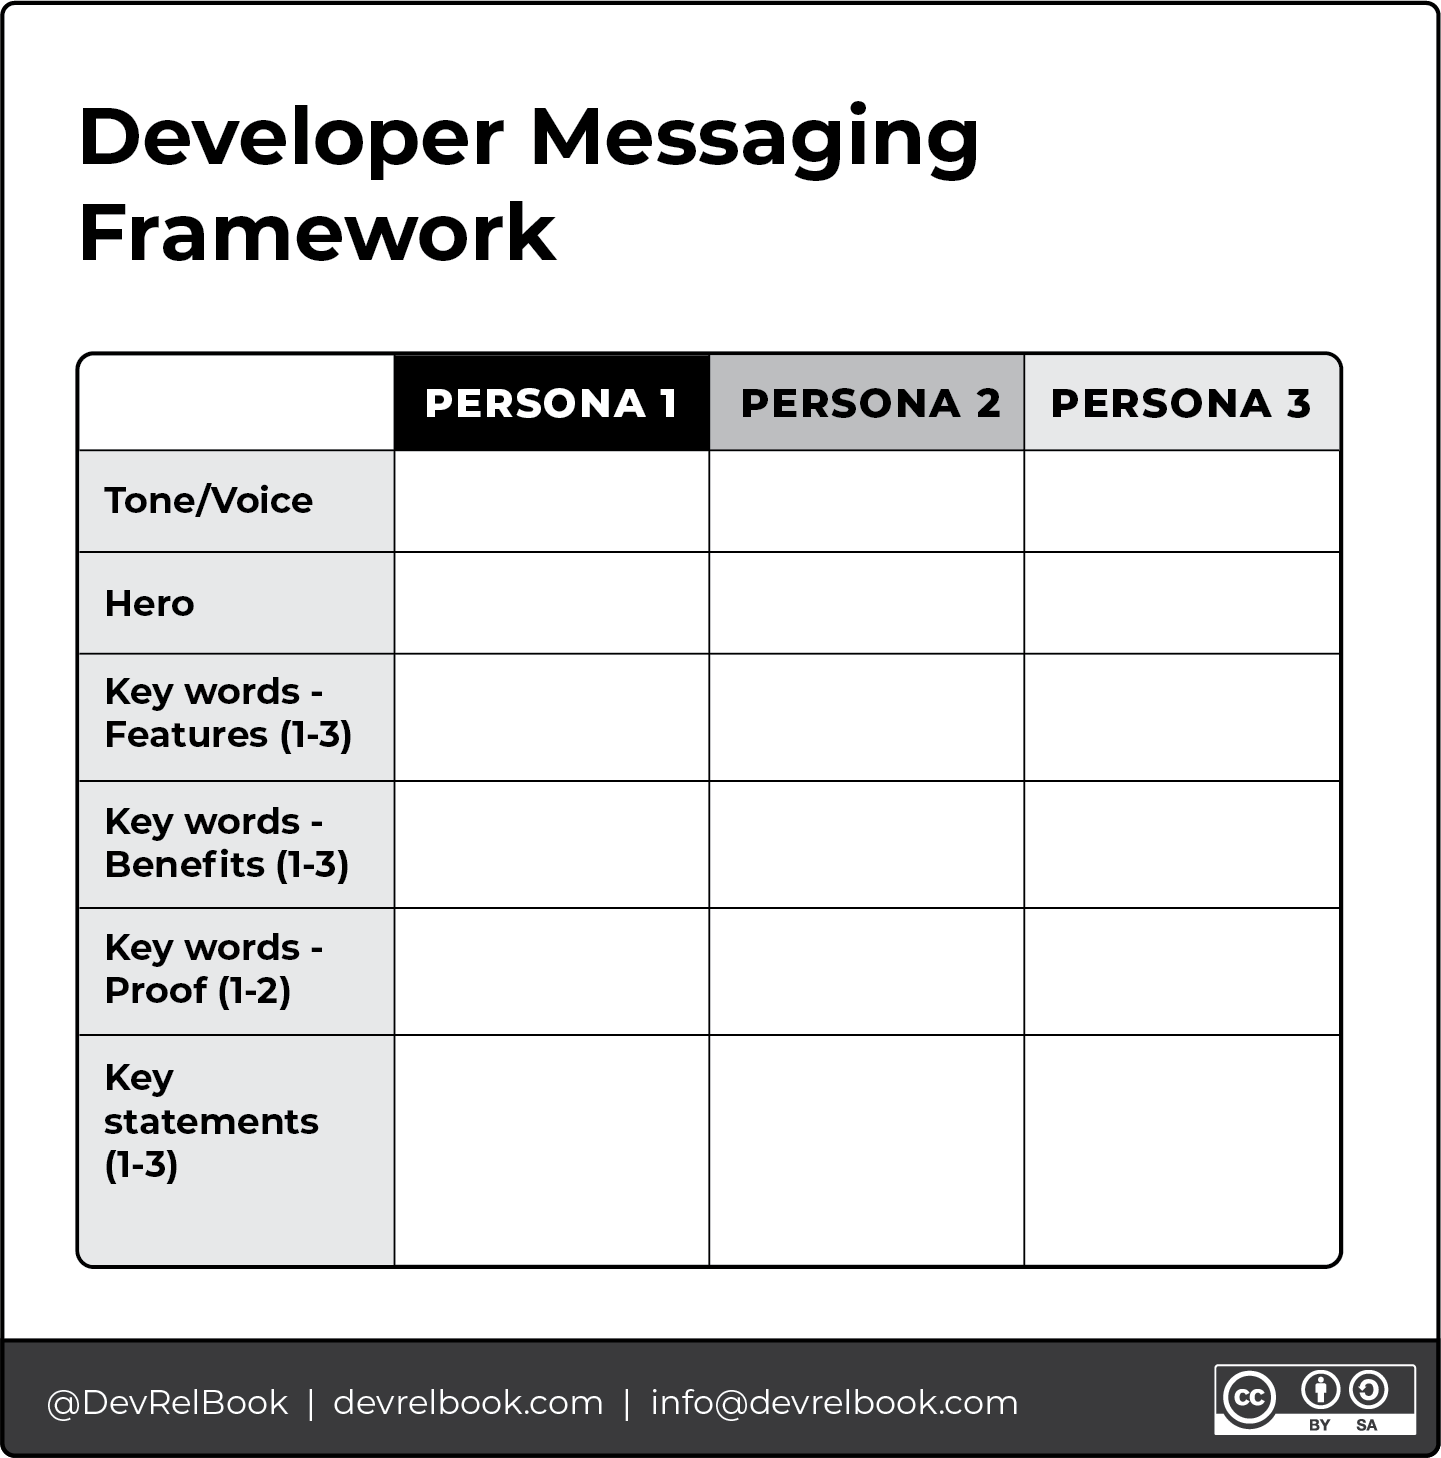 Developer Messaging
Framework
PERSONA 1 PERSONA 2 PERSONA 3
Tone/Voice
Hero
Key words -
Features (1-3)
Key words -
Benefits (1-3)
Key words -
Proof (1-2)
Key
statements
(1-3)
@DevRelBook | devrelbook.com | info@devrelbook.com
cc
BY SA